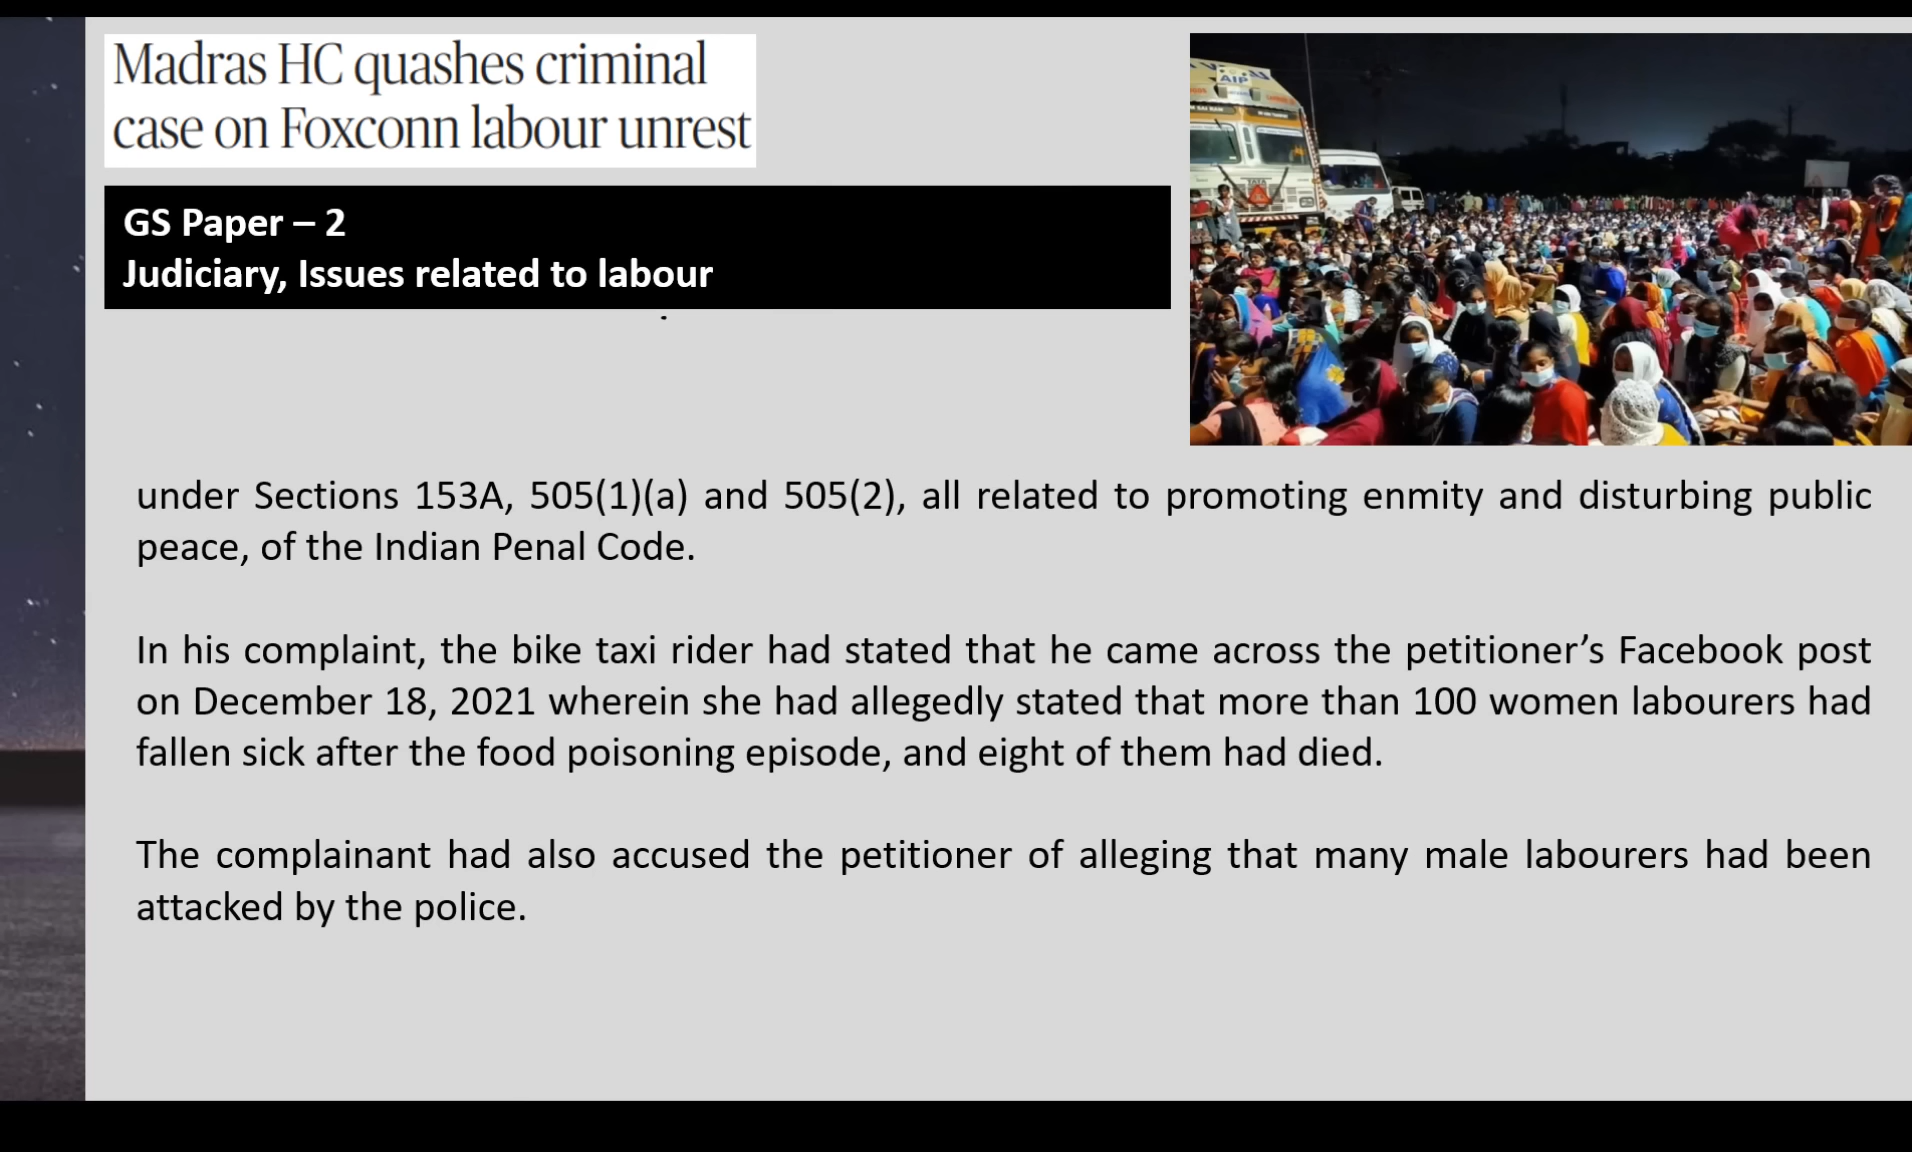 Madras HC quashes criminal
case on Foxconn labour unrest
GS Paper – 2
Judiciary, Issues related to labour
AIP
TATA
under Sections 153A, 505(1)(a) and 505(2), all related to promoting enmity and disturbing public
peace, of the Indian Penal Code.
In his complaint, the bike taxi rider had stated that he came across the petitioner’s Facebook post
on December 18, 2021 wherein she had allegedly stated that more than 100 women labourers had
fallen sick after the food poisoning episode, and eight of them had died.
The complainant had also accused the petitioner of alleging that many male labourers had been
attacked by the police.